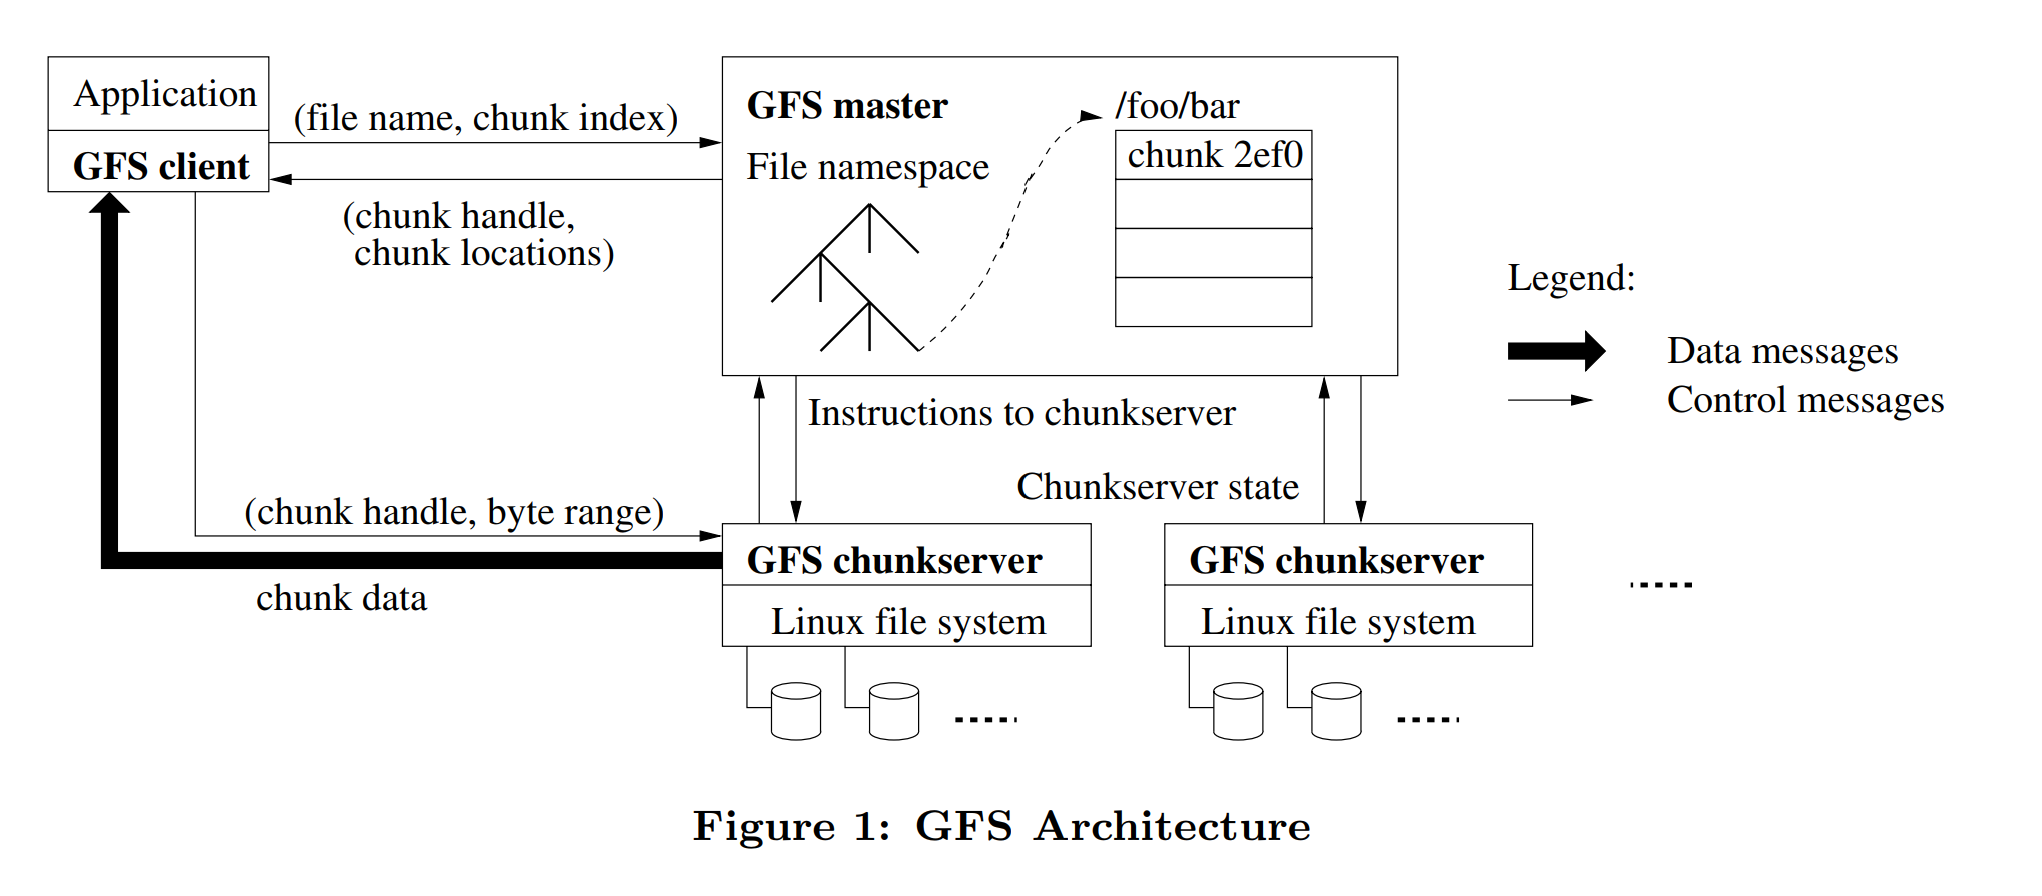 Application
GFS client
(file name, chunk index)
(chunk handle,
chunk locations)
GFS master
File namespace
/foo/bar
chunk 2ef0
Legend:
Data messages
Control messages
Instructions to chunkserver
Chunkserver state
(chunk handle, byte range)
chunk data
GFS chunkserver
Linux file system
GFS chunkserver
Linux file system
Figure 1: GFS Architecture